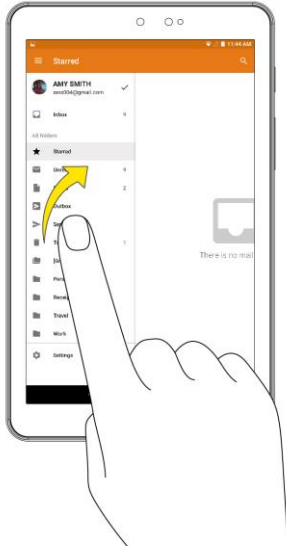 11:44 AM
Starred
AMY SMITH
Inbox 9
All folders
Starred
9
2
Outbox
1
There is no mail
Travel
Work
Settings